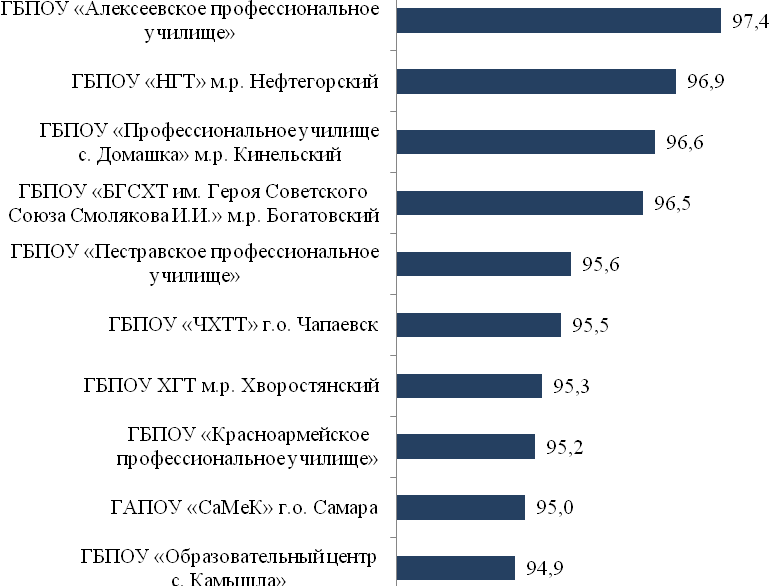 ГБПОУ «Алексеевское профессиональное
училище»
97,4
ГБПОУ «НГТ» м.р. Нефтегорский
96,9
ГБПОУ «Профессиональное училище
с. Домашка» м.р. Кинельский
96,6
ГБПОУ «БГСХТ им. Героя Советского
Союза Смолякова И.И.» м.р. Богатовский
96,5
ГБПОУ «Пестравское профессиональное
училище»
95,6
ГБПОУ «ЧХТТ» г.о. Чапаевск
95,5
ГБПОУ ХГТ м.р. Хворостянский
95,3
ГБПОУ «Красноармейское
профессиональное училище»
95,2
ГАПОУ «СаМеК» г.о. Самара
95,0
ГБПОУ «Образовательный центр
с. Камышла»
94,9